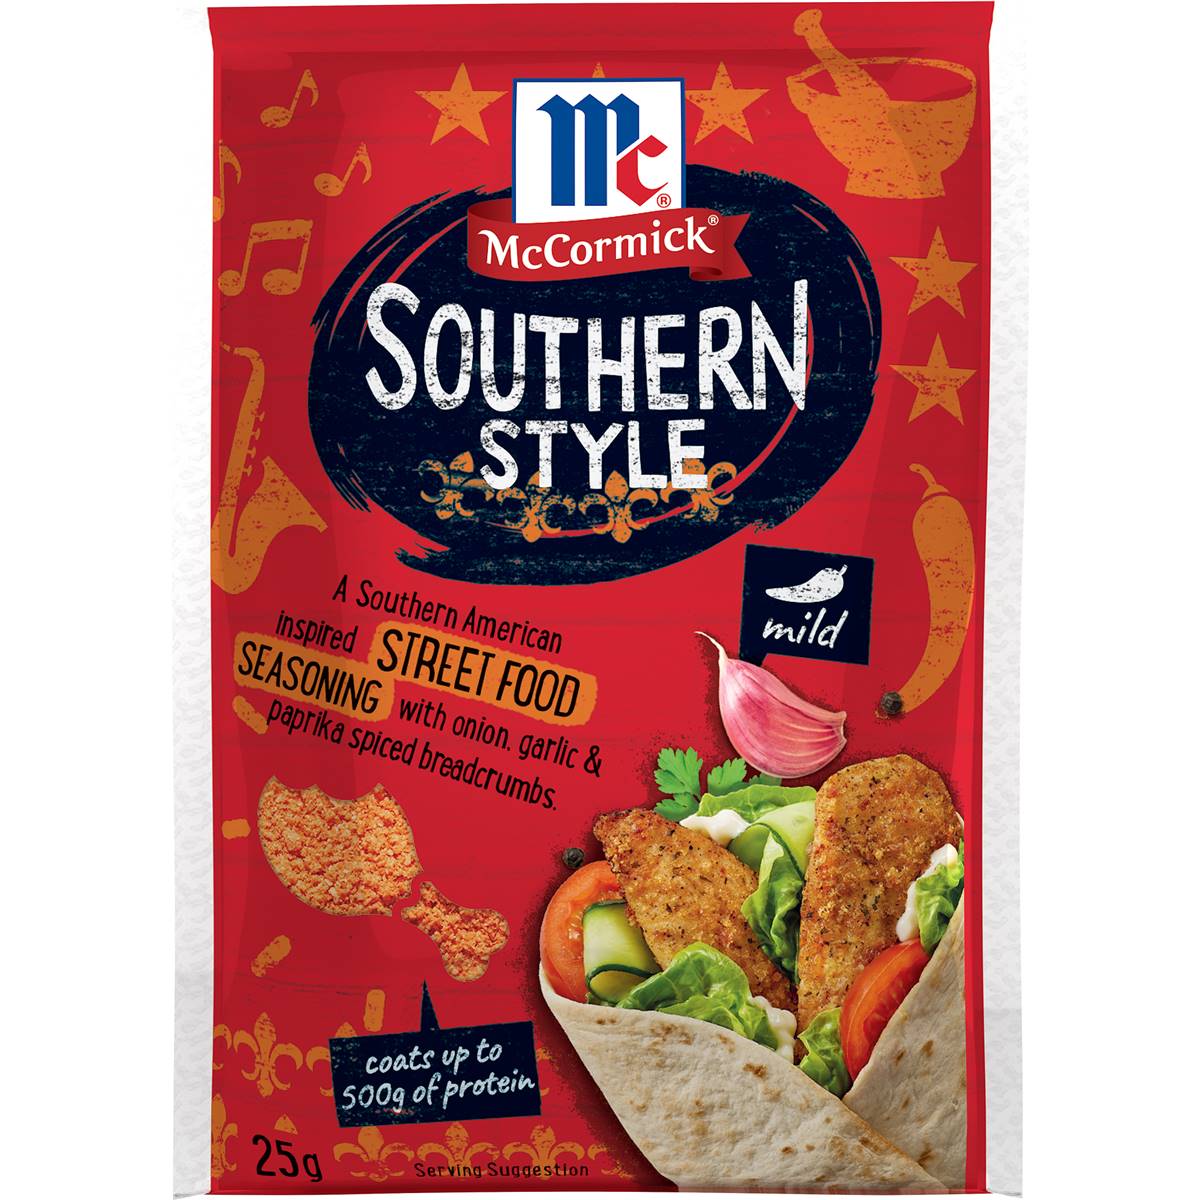 Mc®
McCormick®
SOUTHERN
STYLE
mild
A Southern American
inspired STREET FOOD
SEASONING with onion, garlic &
paprika spiced breadcrumbs.
coats up to
500g of protein
25g
Serving Suggestion